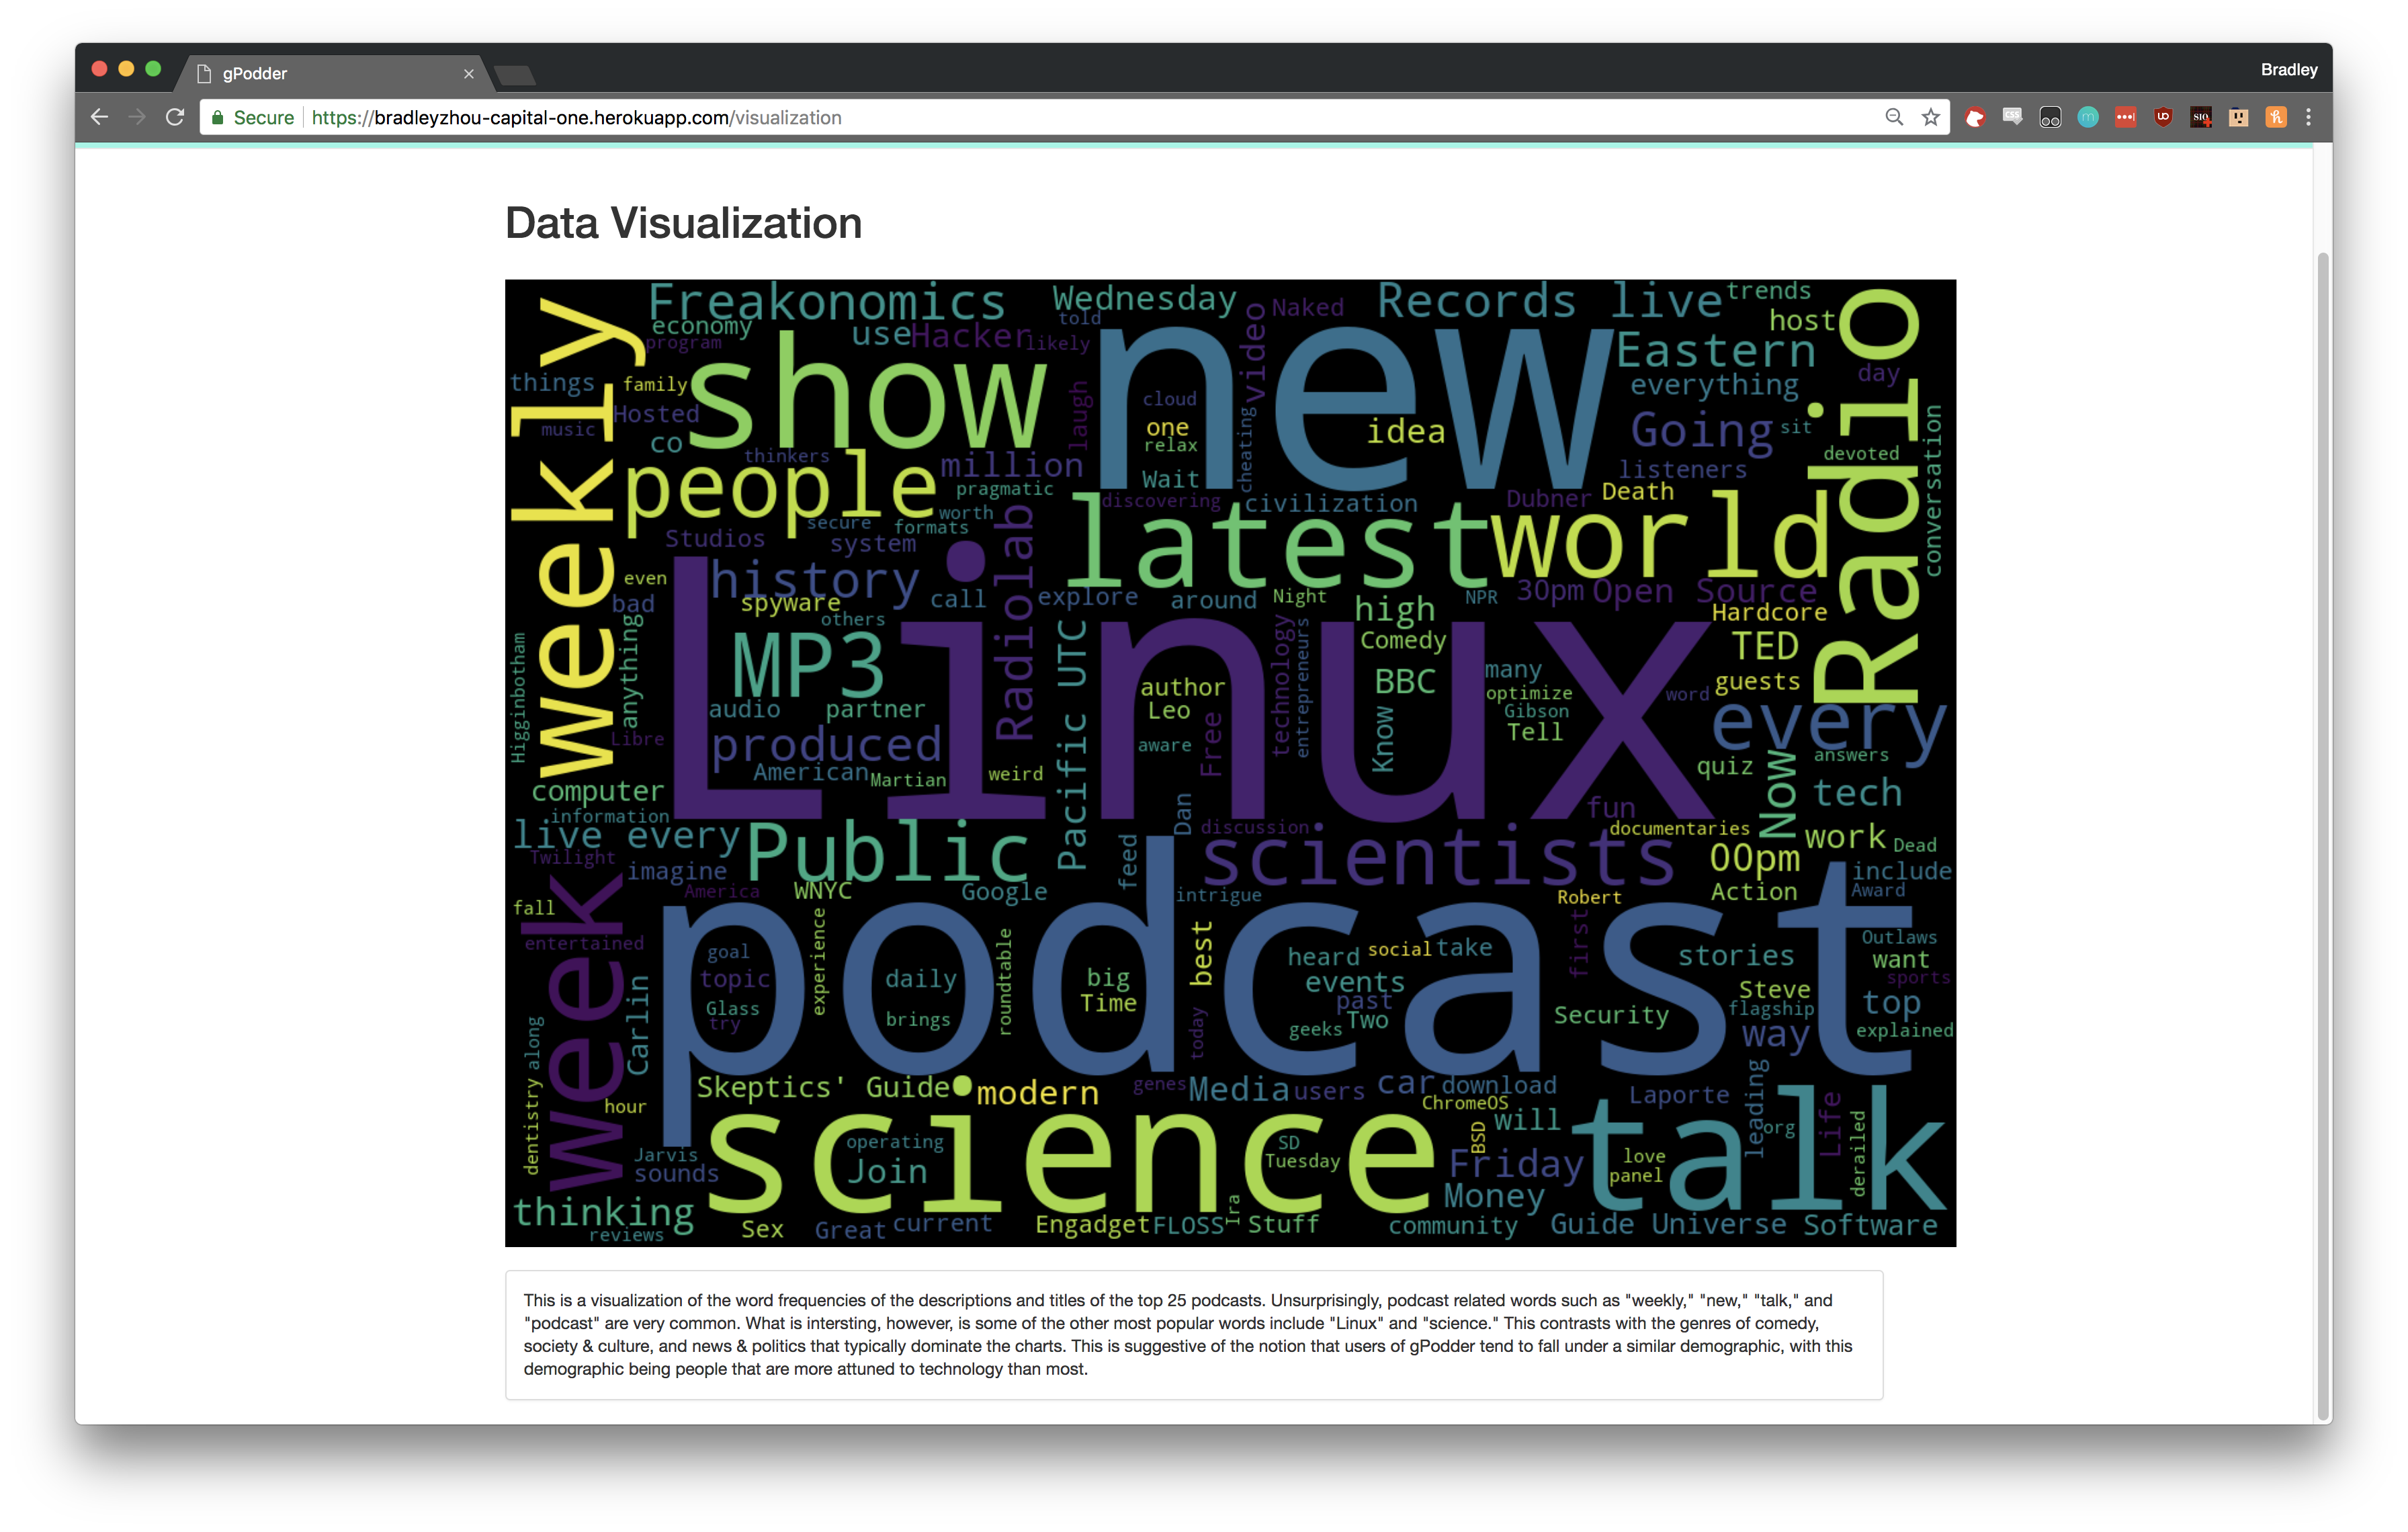 gPodder
Bradley
Secure https://bradleyzhou-capital-one.herokuapp.com/visualization
Data Visualization
Freakonomics Wednesday Naked Records live trends
told host
economy use Hacker likely video new Radio
program show Eastern
weekly things family everything day
Hosted laugh cloud one relax idea Going sit
music co cheating conversation
thinkers million Wait listeners devoted
people pragmatic discovering civilization Dubner Death
secure formats worth latest world
Studios system Radiolab
even history call explore around Night NPR 30pm Open Source
bad spyware others high Hardcore
anything MP3 Linux Pacific UTC technology entrepreneurs Comedy TED
Higginbotham author BBC many word guests
audio partner Leo Know optimize Gibson every
Libre produced aware Free Tell
American Martian weird quiz Now answers
computer fun tech
information Dan
live every Public feed discussion scientists documentaries work Dead
Twilight 00pm
imagine include
America WNYC Google intrigue Robert Action Award
fall week podcast
entertained goal experience roundtable best heard social take first stories Outlaws
topic daily big events want sports
Carlin Glass try brings Time past Steve top
today geeks Two Security flagship way explained
along
Skeptics' Guide modern genes Media users car download Laporte leading
dentistry hour ChromeOS Life
science operating SD BSD will talk org derailed
Jarvis Join Tuesday Friday love
sounds panel
thinking Money
reviews Sex Great current Engadget FLOSS Ira Stuff community Guide Universe Software
This is a visualization of the word frequencies of the descriptions and titles of the top 25 podcasts. Unsurprisingly, podcast related words such as "weekly," "new," "talk," and
"podcast" are very common. What is intersting, however, is some of the other most popular words include "Linux" and "science." This contrasts with the genres of comedy,
society & culture, and news & politics that typically dominate the charts. This is suggestive of the notion that users of gPodder tend to fall under a similar demographic, with this
demographic being people that are more attuned to technology than most.